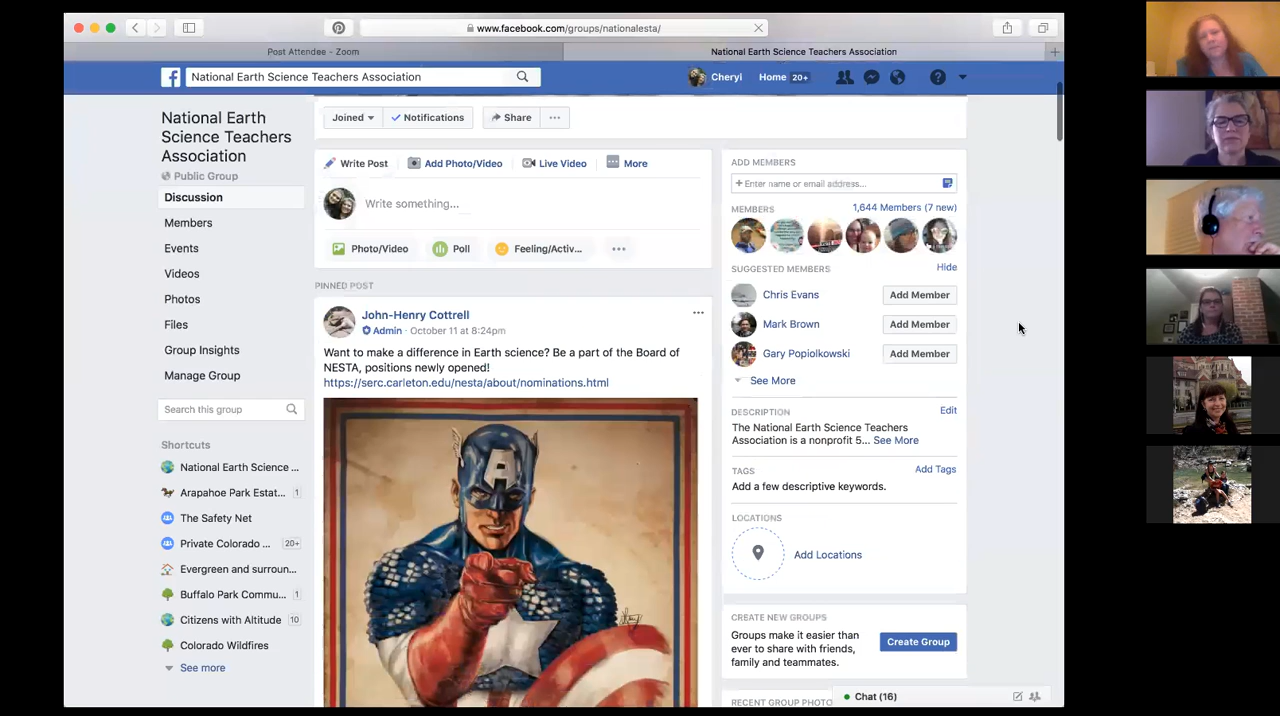 www.facebook.com/groups/nationalesta/
Post Attendee - Zoom
National Earth Science Teachers Association
National Earth Science Teachers Association
Cheryl
Home 20+
National Earth
Science Teachers
Association
Public Group
Discussion
Members
Events
Videos
Photos
Files
Group Insights
Manage Group
Search this group
Shortcuts
National Earth Science ...
Arapahoe Park Estat... 1
The Safety Net
Private Colorado ... 20+
Evergreen and surroun...
Buffalo Park Commu... 1
Citizens with Altitude 10
Colorado Wildfires
See more
Joined
Notifications
Share
Write Post
Add Photo/Video
Live Video
More
Write something...
Photo/Video
Poll
Feeling/Activ...
PINNED POST
John-Henry Cottrell
Admin · October 11 at 8:24pm
Want to make a difference in Earth science? Be a part of the Board of
NESTA, positions newly opened!
https://serc.carleton.edu/nesta/about/nominations.html
A
ADD MEMBERS
+ Enter name or email address...
MEMBERS
1,644 Members (7 new)
SUGGESTED MEMBERS
Hide
Chris Evans
Add Member
Mark Brown
Add Member
Gary Popiolkowski
Add Member
See More
DESCRIPTION
Edit
The National Earth Science Teachers
Association is a nonprofit 5... See More
TAGS
Add Tags
Add a few descriptive keywords.
LOCATIONS
Add Locations
CREATE NEW GROUPS
Groups make it easier than
ever to share with friends,
family and teammates.
Create Group
RECENT GROUP PHOTO
Chat (16)